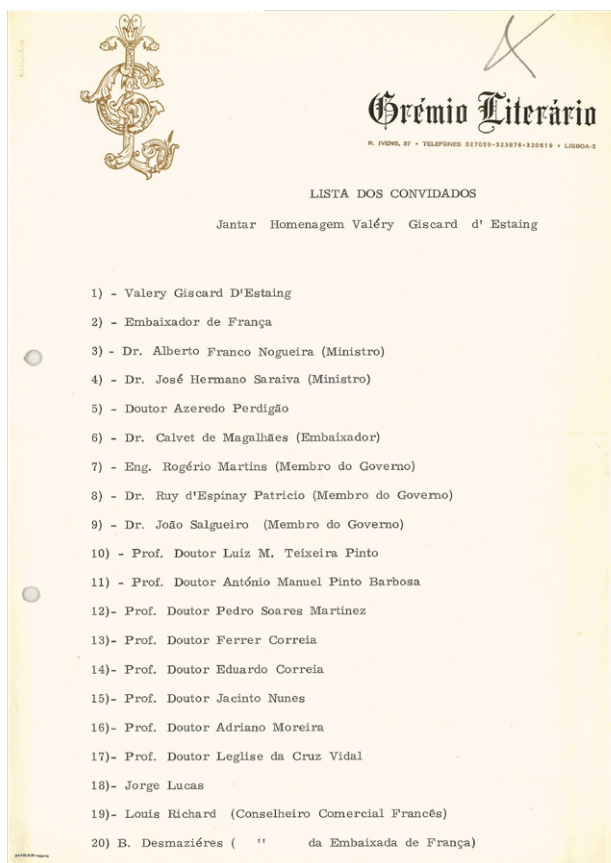 Grémio Literário
R. IVENS, 37 • TELEFONES 327059-323876-320519 • LISBOA-2
LISTA DOS CONVIDADOS
Jantar Homenagem Valéry Giscard d' Estaing
1) - Valery Giscard D'Estaing
2) - Embaixador de França
3) - Dr. Alberto Franco Nogueira (Ministro)
4) - Dr. José Hermano Saraiva (Ministro)
5) - Doutor Azeredo Perdigão
6) - Dr. Calvet de Magalhães (Embaixador)
7) - Eng. Rogério Martins (Membro do Governo)
8) - Dr. Ruy d'Espinay Patricio (Membro do Governo)
9) - Dr. João Salgueiro (Membro do Governo)
10) - Prof. Doutor Luiz M. Teixeira Pinto
11) - Prof. Doutor António Manuel Pinto Barbosa
12)- Prof. Doutor Pedro Soares Martinez
13)- Prof. Doutor Ferrer Correia
14)- Prof. Doutor Eduardo Correia
15)- Prof. Doutor Jacinto Nunes
16)- Prof. Doutor Adriano Moreira
17)- Prof. Doutor Leglise da Cruz Vidal
18)- Jorge Lucas
19)- Louis Richard (Conselheiro Comercial Francês)
20) B. Desmaziéres ( " da Embaixada de França)